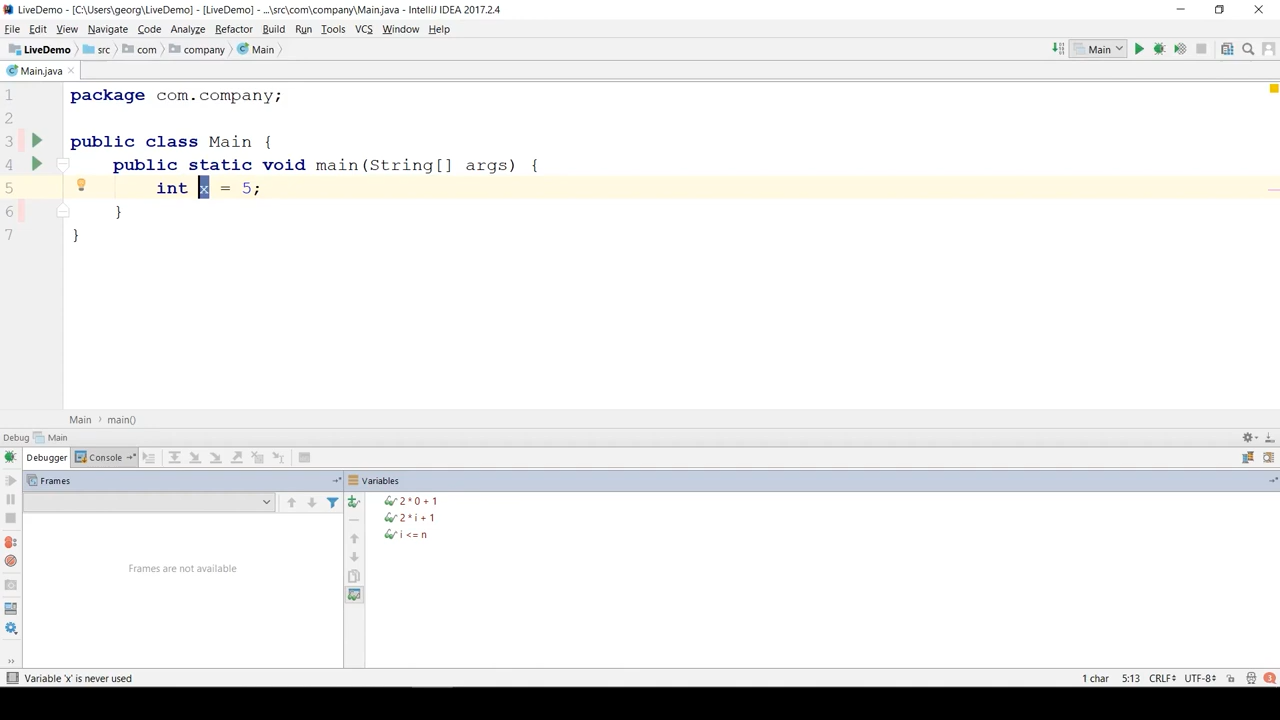 LiveDemo - [C:\Users\georg\LiveDemo] - [LiveDemo] - ...\src\com\company\Main.java - IntelliJ IDEA 2017.2.4
File Edit View Navigate Code Analyze Refactor Build Run Tools VCS Window Help
LiveDemo src com company Main Main
Main.java
1 package com.company;
2
3 public class Main {
4 public static void main(String[] args) {
5 int x = 5;
6 }
7 }
Main › main()
Debug Main
Debugger Console
Frames Variables
2 * 0 + 1
2 * i + 1
i <= n
Frames are not available
Variable 'x' is never used 1 char 5:13 CRLF UTF-8 3